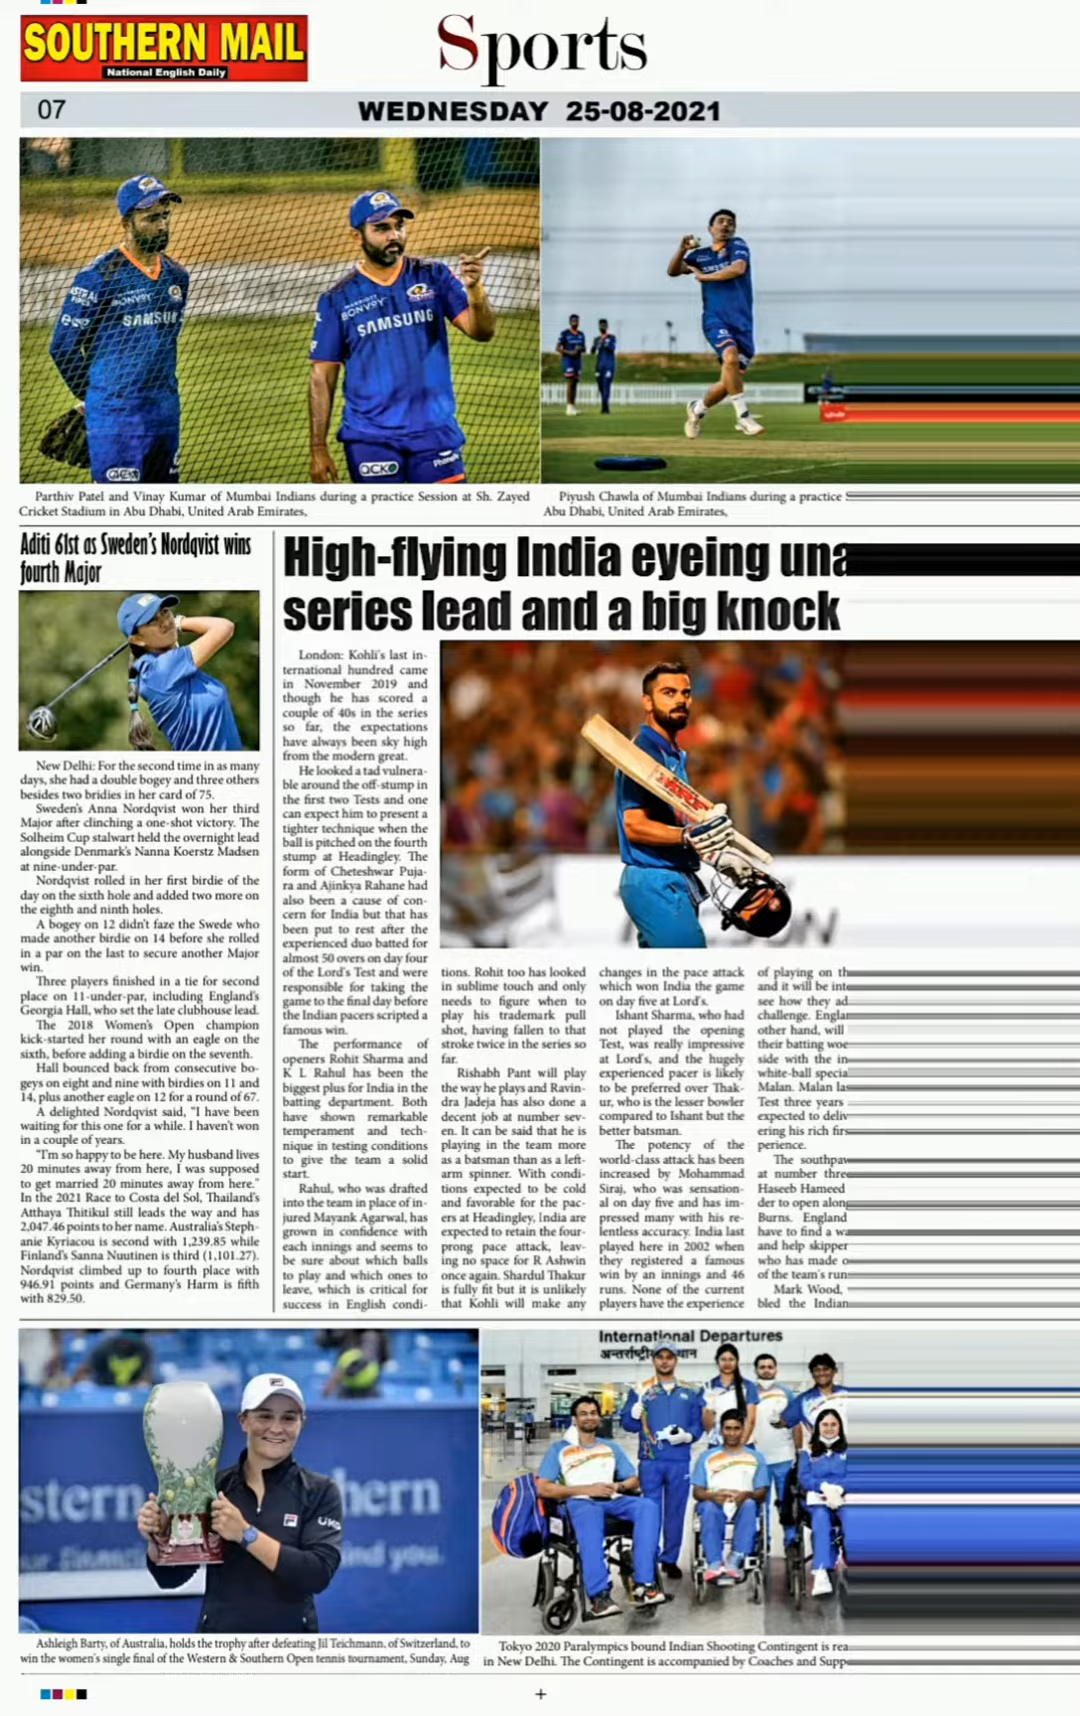 SOUTHERN MAIL
National English Daily
Sports
07
WEDNESDAY 25-08-2021
BONVOY
SAMSUNG
MARRIOTT
BONVOY
SAMSUNG
ACKO
Parthiv Patel and Vinay Kumar of Mumbai Indians during a practice Session at Sh. Zayed
Cricket Stadium in Abu Dhabi, United Arab Emirates,
Piyush Chawla of Mumbai Indians during a practice
Abu Dhabi, United Arab Emirates,
Aditi 61st as Sweden's Nordqvist wins
fourth Major
New Delhi: For the second time in as many
days, she had a double bogey and three others
besides two bridies in her card of 75.
Sweden's Anna Nordqvist won her third
Major after clinching a one-shot victory. The
Solheim Cup stalwart held the overnight lead
alongside Denmark's Nanna Koerstz Madsen
at nine-under-par.
Nordqvist rolled in her first birdie of the
day on the sixth hole and added two more on
the eighth and ninth holes.
A bogey on 12 didn't faze the Swede who
made another birdie on 14 before she rolled
in a par on the last to secure another Major
win.
Three players finished in a tie for second
place on 11-under-par, including England's
Georgia Hall, who set the late clubhouse lead.
The 2018 Women's Open champion
kick-started her round with an eagle on the
sixth, before adding a birdie on the seventh.
Hall bounced back from consecutive bo-
geys on eight and nine with birdies on 11 and
14, plus another eagle on 12 for a round of 67.
A delighted Nordqvist said, "I have been
waiting for this one for a while. I haven't won
in a couple of years.
"I'm so happy to be here. My husband lives
20 minutes away from here, I was supposed
to get married 20 minutes away from here."
In the 2021 Race to Costa del Sol, Thailand's
Atthaya Thitikul still leads the way and has
2,047.46 points to her name. Australia's Steph-
anie Kyriacou is second with 1,239.85 while
Finland's Sanna Nuutinen is third (1,101.27).
Nordqvist climbed up to fourth place with
946.91 points and Germany's Harm is fifth
with 829.50.
High-flying India eyeing una
series lead and a big knock
London: Kohli's last in-
ternational hundred came
in November 2019 and
though he has scored a
couple of 40s in the series
so far, the expectations
have always been sky high
from the modern great.
He looked a tad vulnera-
ble around the off-stump in
the first two Tests and one
can expect him to present a
tighter technique when the
ball is pitched on the fourth
stump at Headingley. The
form of Cheteshwar Puja-
ra and Ajinkya Rahane had
also been a cause of con-
cern for India but that has
been put to rest after the
experienced duo batted for
almost 50 overs on day four
of the Lord's Test and were
responsible for taking the
game to the final day before
the Indian pacers scripted a
famous win.
The performance of
openers Rohit Sharma and
K L Rahul has been the
biggest plus for India in the
batting department. Both
have shown remarkable
temperament and tech-
nique in testing conditions
to give the team a solid
start.
Rahul, who was drafted
into the team in place of in-
jured Mayank Agarwal, has
grown in confidence with
each innings and seems to
be sure about which balls
to play and which ones to
leave, which is critical for
success in English condi-
tions. Rohit too has looked
in sublime touch and only
needs to figure when to
play his trademark pull
shot, having fallen to that
stroke twice in the series so
far.
Rishabh Pant will play
the way he plays and Ravin-
dra Jadeja has also done a
decent job at number sev-
en. It can be said that he is
playing in the team more
as a batsman than as a left-
arm spinner. With condi-
tions expected to be cold
and favorable for the pac-
ers at Headingley, India are
expected to retain the four-
prong pace attack, leav-
ing no space for R Ashwin
once again. Shardul Thakur
is fully fit but it is unlikely
that Kohli will make any
changes in the pace attack
which won India the game
on day five at Lord's.
Ishant Sharma, who had
not played the opening
Test, was really impressive
at Lord's, and the hugely
experienced pacer is likely
to be preferred over Thak-
ur, who is the lesser bowler
compared to Ishant but the
better batsman.
The potency of the
world-class attack has been
increased by Mohammad
Siraj, who was sensation-
al on day five and has im-
pressed many with his re-
lentless accuracy. India last
played here in 2002 when
they registered a famous
win by an innings and 46
runs. None of the current
players have the experience
of playing on th
and it will be int
see how they ad
challenge. Engla
other hand, will
their batting woe
side with the in
white-ball specia
Malan. Malan las
Test three years
expected to deliv
ering his rich firs
perience.
The southpaw
at number three
Haseeb Hameed
der to open along
Burns. England
have to find a wa
and help skipper
who has made o
of the team's run
Mark Wood,
bled the Indian
stern
hern
nd you.
International Departures
Ashleigh Barty, of Australia, holds the trophy after defeating Jil Teichmann, of Switzerland, to
win the women's single final of the Western & Southern Open tennis tournament, Sunday, Aug
Tokyo 2020 Paralympics bound Indian Shooting Contingent is rea
in New Delhi. The Contingent is accompanied by Coaches and Supp